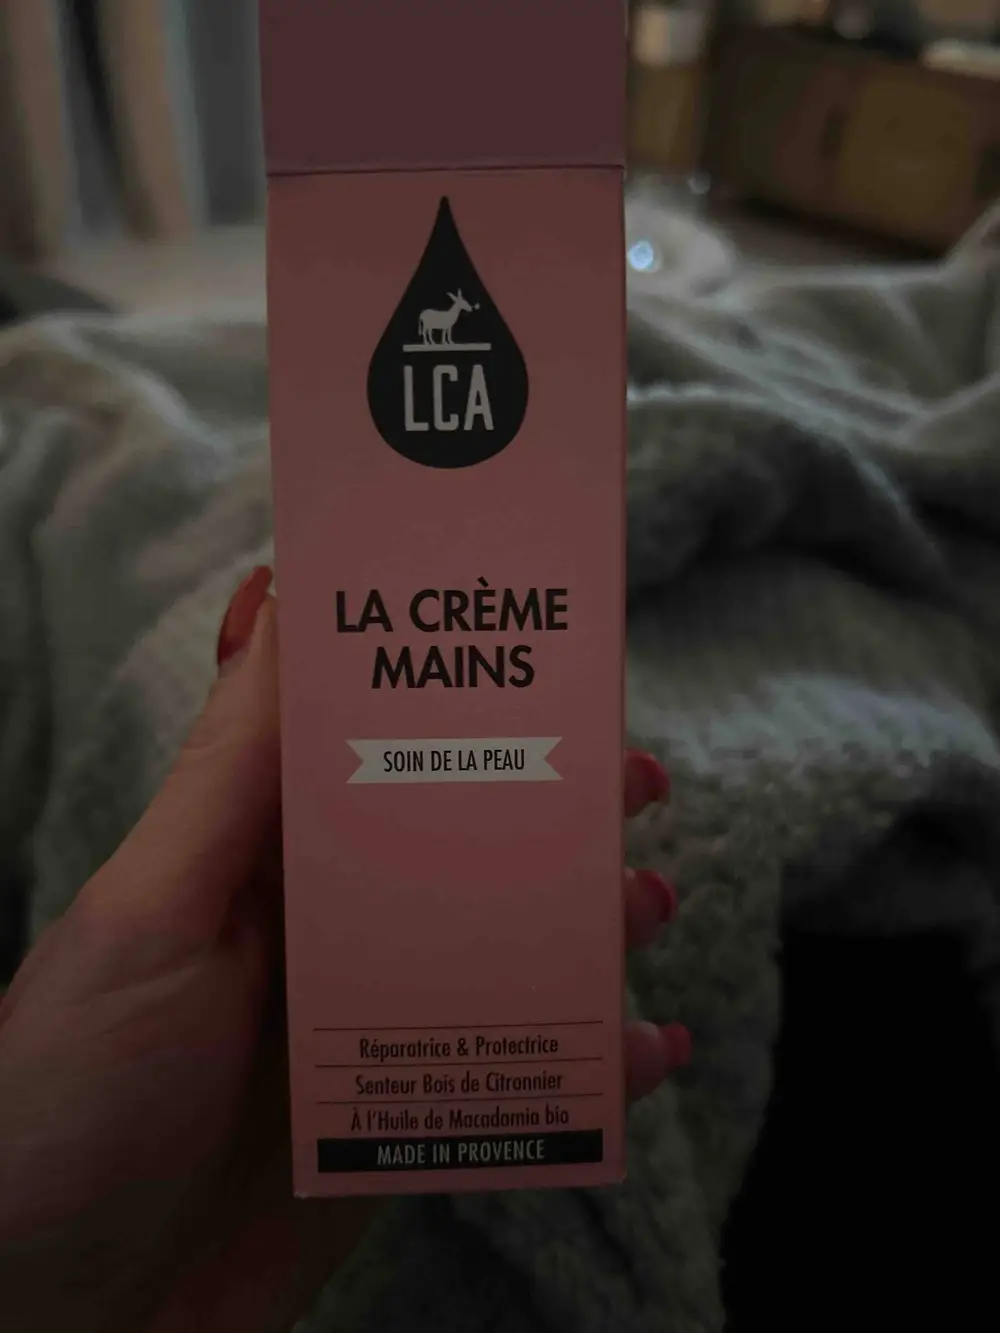 LCA
LA CRÈME
MAINS
SOIN DE LA PEAU
Réparatrice & Protectrice
Senteur Bois de Citronnier
À l'Huile de Macadamia bio
MADE IN PROVENCE